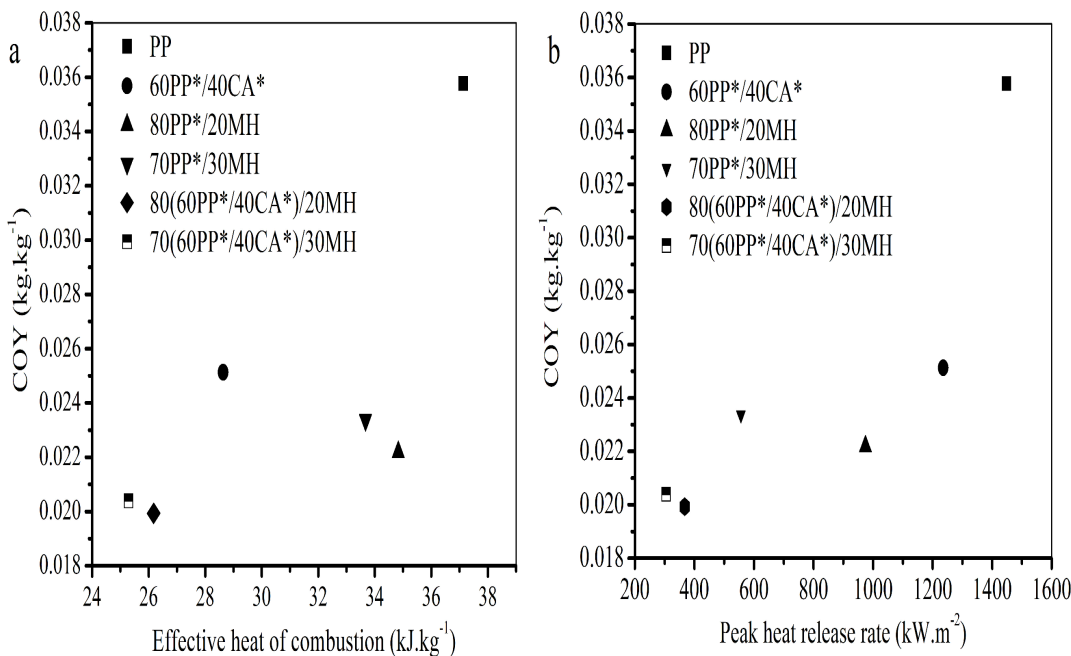 a
0.038
0.036
0.034
0.032
0.030
0.028
0.026
0.024
0.022
0.020
0.018
COY (kg.kg⁻¹)
PP
60PP*/40CA*
80PP*/20MH
70PP*/30MH
80(60PP*/40CA*)/20MH
70(60PP*/40CA*)/30MH
24 26 28 30 32 34 36 38
Effective heat of combustion (kJ.kg⁻¹)
b
0.038
0.036
0.034
0.032
0.030
0.028
0.026
0.024
0.022
0.020
0.018
COY (kg.kg⁻¹)
PP
60PP*/40CA*
80PP*/20MH
70PP*/30MH
80(60PP*/40CA*)/20MH
70(60PP*/40CA*)/30MH
200 400 600 800 1000 1200 1400 1600
Peak heat release rate (kW.m⁻²)